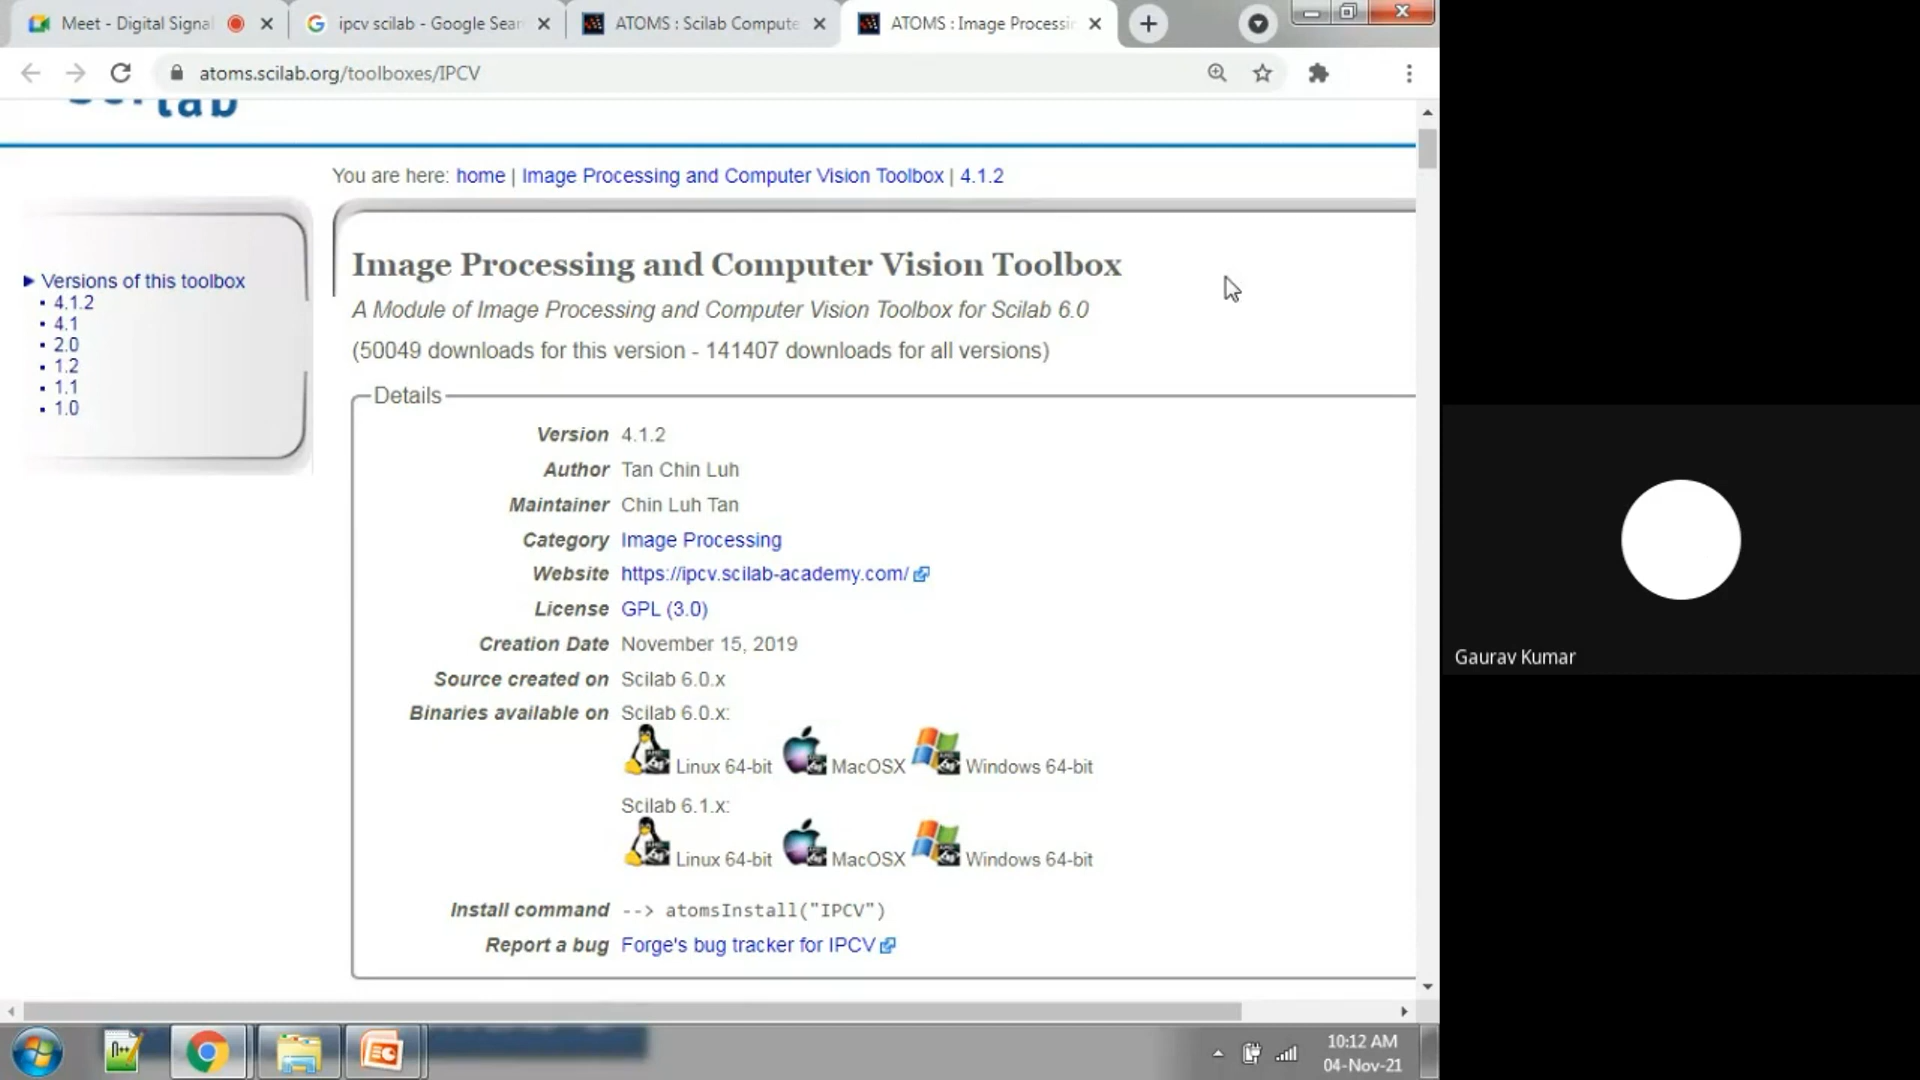 Meet - Digital Signal
ipcv scilab - Google Sear
ATOMS : Scilab Compute
ATOMS : Image Processi
atoms.scilab.org/toolboxes/IPCV
scilab
You are here: home | Image Processing and Computer Vision Toolbox | 4.1.2
Versions of this toolbox
4.1.2
4.1
2.0
1.2
1.1
1.0
Image Processing and Computer Vision Toolbox
A Module of Image Processing and Computer Vision Toolbox for Scilab 6.0
(50049 downloads for this version - 141407 downloads for all versions)
Details
Version 4.1.2
Author Tan Chin Luh
Maintainer Chin Luh Tan
Category Image Processing
Website https://ipcv.scilab-academy.com/
License GPL (3.0)
Creation Date November 15, 2019
Source created on Scilab 6.0.x
Binaries available on Scilab 6.0.x:
Linux 64-bit MacOSX Windows 64-bit
Scilab 6.1.x:
Linux 64-bit MacOSX Windows 64-bit
Install command --> atomsInstall("IPCV")
Report a bug Forge's bug tracker for IPCV
Gaurav Kumar
10:12 AM
04-Nov-21